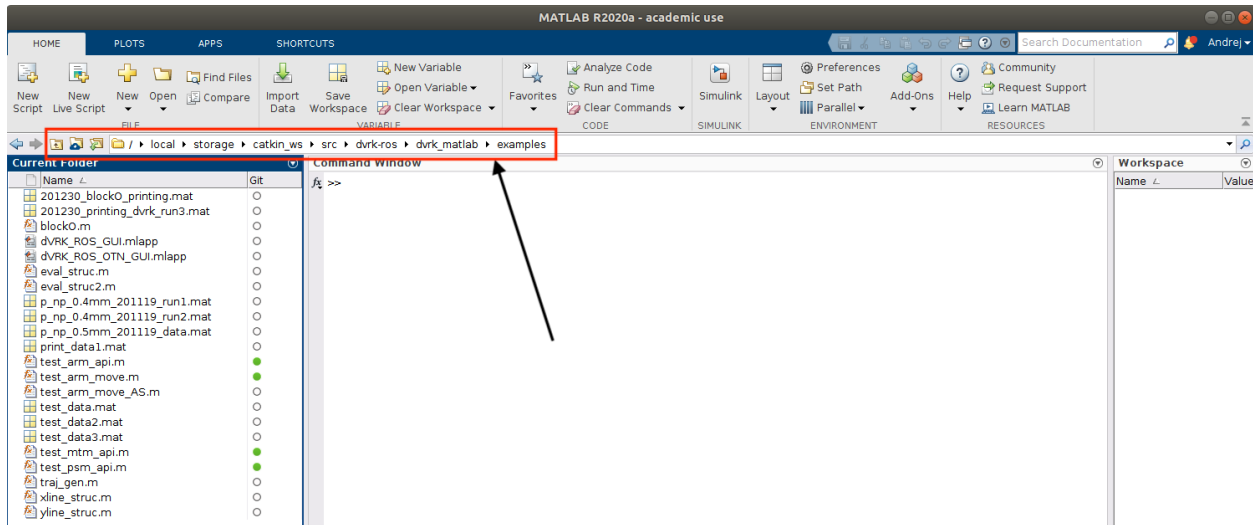 MATLAB R2020a - academic use
HOME PLOTS APPS SHORTCUTS Search Documentation Andrej
New Script
New Live Script
New
Open
Find Files
Compare
Import Data
Save Workspace
New Variable
Open Variable
Clear Workspace
Favorites
Analyze Code
Run and Time
Clear Commands
Simulink
Layout
Preferences
Set Path
Parallel
Add-Ons
Help
Community
Request Support
Learn MATLAB
FILE VARIABLE CODE SIMULINK ENVIRONMENT RESOURCES
/ local storage catkin_ws src dvrk-ros dvrk_matlab examples
Current Folder
Name Git
201230_blockO_printing.mat
201230_printing_dvrk_run3.mat
blockO.m
dVRK_ROS_GUI.mlapp
dVRK_ROS_OTN_GUI.mlapp
eval_struc.m
eval_struc2.m
p_np_0.4mm_201119_run1.mat
p_np_0.4mm_201119_run2.mat
p_np_0.5mm_201119_data.mat
print_data1.mat
test_arm_api.m
test_arm_move.m
test_arm_move_AS.m
test_data.mat
test_data2.mat
test_data3.mat
test_mtm_api.m
test_psm_api.m
traj_gen.m
xline_struc.m
yline_struc.m
Command Window
fx >>
Workspace
Name Value